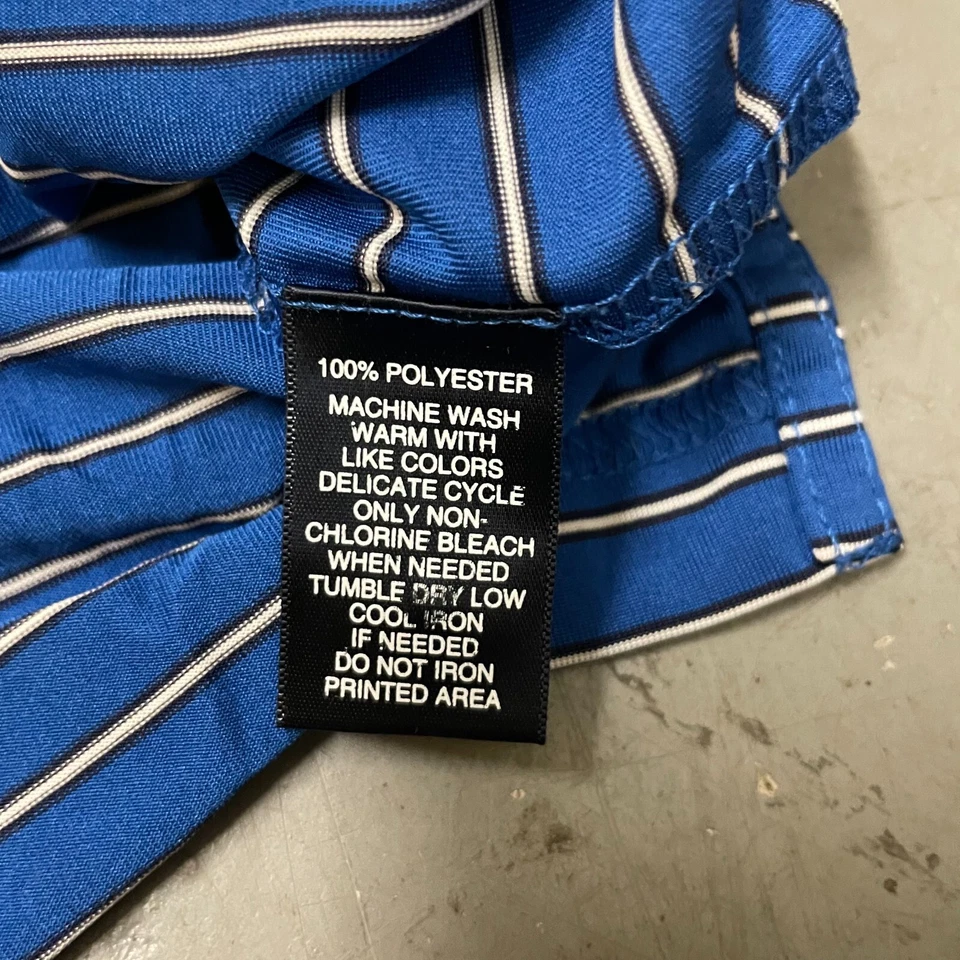 100% POLYESTER
MACHINE WASH
WARM WITH
LIKE COLORS
DELICATE CYCLE
ONLY NON-
CHLORINE BLEACH
WHEN NEEDED
TUMBLE DRY LOW
COOL IRON
IF NEEDED
DO NOT IRON
PRINTED AREA